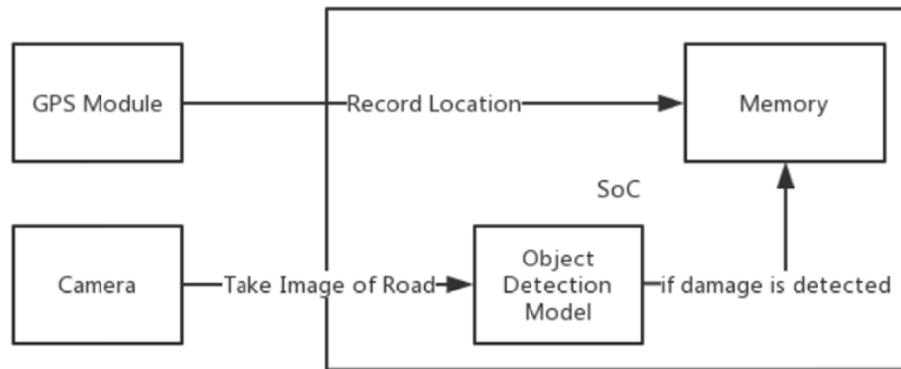 GPS Module
Record Location
Memory
SoC
Camera
Take Image of Road
Object
Detection
Model
if damage is detected